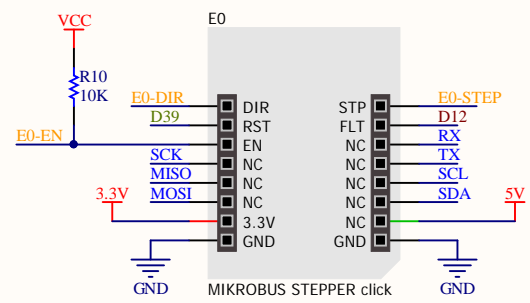 E0
VCC
R10
10K
E0-DIR DIR STP E0-STEP
D39 RST FLT D12
E0-EN EN NC RX
SCK NC NC TX
MISO NC NC SCL
MOSI NC NC SDA
3.3V 3.3V NC 5V
GND GND
GND GND
MIKROBUS STEPPER click